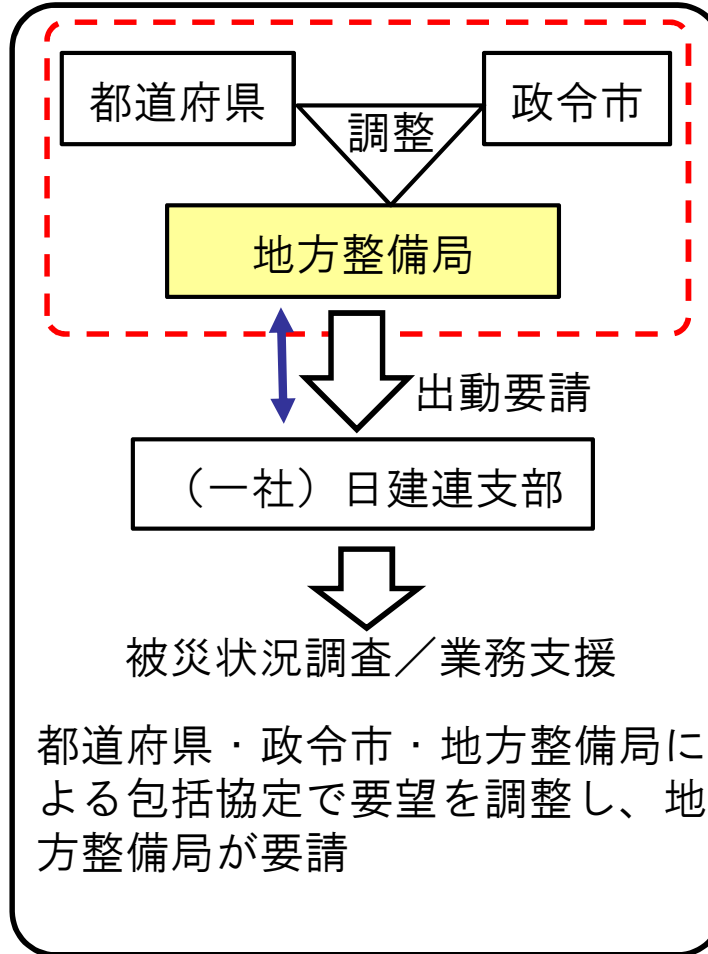 都道府県
政令市
調整
地方整備局
出動要請
（一社）日建連支部
被災状況調査／業務支援
都道府県・政令市・地方整備局に
よる包括協定で要望を調整し、地
方整備局が要請